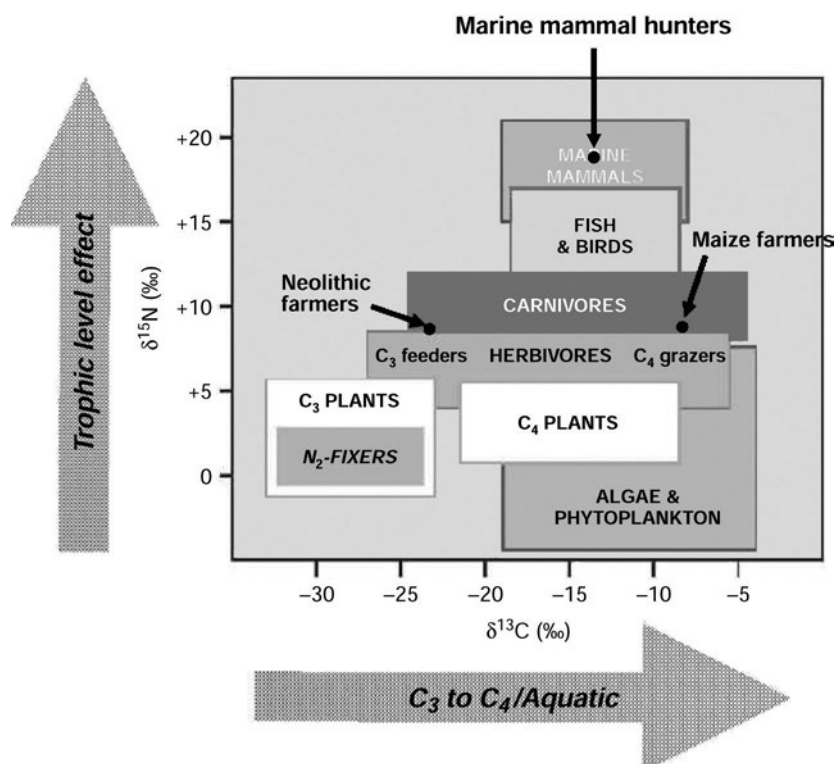 Marine mammal hunters
+20
+15
+10
+5
0
δ¹⁵N (‰)
Trophic level effect
MARINE
MAMMALS
FISH
& BIRDS
Maize farmers
Neolithic
farmers
CARNIVORES
C₃ feeders
HERBIVORES
C₄ grazers
C₃ PLANTS
N₂-FIXERS
C₄ PLANTS
ALGAE &
PHYTOPLANKTON
–30
–25
–20
–15
–10
–5
δ¹³C (‰)
C₃ to C₄/Aquatic